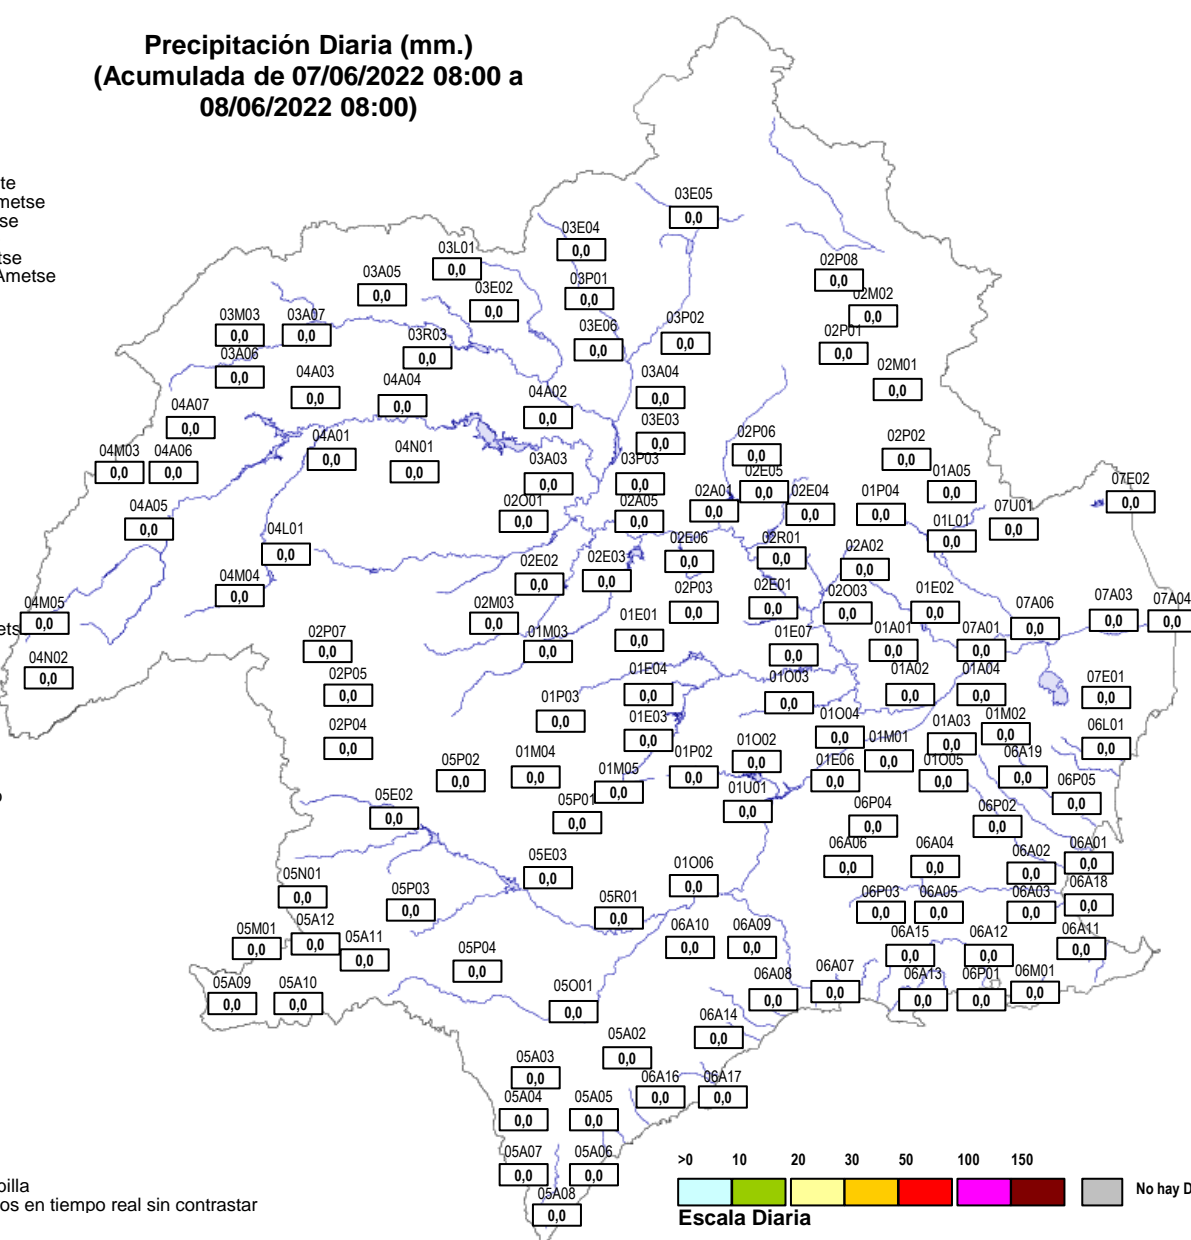 Precipitación Diaria (mm.)
(Acumulada de 07/06/2022 08:00 a
08/06/2022 08:00)
te
metse
se
tse
Ametse
03E05
0,0
03E04
0,0
03L01
0,0
02P08
0,0
03A05
0,0
03P01
0,0
03E02
0,0
02M02
0,0
03M03
0,0
03A07
0,0
03P02
0,0
03E06
0,0
02P01
0,0
03R03
0,0
03A06
0,0
02M01
0,0
04A03
0,0
04A04
0,0
03A04
0,0
04A02
0,0
04A07
0,0
03E03
0,0
02P06
0,0
04A01
0,0
02P02
0,0
04M03
0,0
04A06
0,0
04N01
0,0
03A03
0,0
03P03
0,0
02E05
0,0
01A05
0,0
07E02
0,0
02A01
0,0
02E04
0,0
01P04
0,0
02O01
0,0
02A05
0,0
04A05
0,0
07U01
0,0
01L01
0,0
04L01
0,0
02E06
0,0
02R01
0,0
02A02
0,0
02E02
0,0
02E03
0,0
04M04
0,0
02E01
0,0
02P03
0,0
02O03
0,0
01E02
0,0
04M05
0,0
ets
02M03
0,0
07A06
0,0
07A03
0,0
07A04
0,0
01E01
0,0
02P07
0,0
01M03
0,0
01E07
0,0
01A01
0,0
07A01
0,0
04N02
0,0
02P05
0,0
01E04
0,0
01O03
0,0
01A02
0,0
01A04
0,0
07E01
0,0
01P03
0,0
02P04
0,0
01E03
0,0
01O04
0,0
01A03
0,0
01M02
0,0
06L01
0,0
05P02
0,0
01M04
0,0
01P02
0,0
01O02
0,0
01M01
0,0
01E06
0,0
01O05
0,0
06A19
0,0
01M05
0,0
o
05E02
0,0
05P01
0,0
01U01
0,0
06P05
0,0
06P04
0,0
06P02
0,0
05E03
0,0
01O06
0,0
06A06
0,0
06A04
0,0
06A02
0,0
06A01
0,0
05N01
0,0
05P03
0,0
05R01
0,0
06P03
0,0
06A05
0,0
06A03
0,0
06A18
0,0
05M01
0,0
05A12
0,0
05A11
0,0
06A10
0,0
06A09
0,0
06A15
0,0
06A12
0,0
06A11
0,0
05P04
0,0
05A09
0,0
05A10
0,0
05O01
0,0
06A08
0,0
06A07
0,0
06A13
0,0
06P01
0,0
06M01
0,0
06A14
0,0
05A02
0,0
05A03
0,0
06A16
0,0
06A17
0,0
05A04
0,0
05A05
0,0
05A07
0,0
05A06
0,0
05A08
0,0
>0 10 20 30 50 100 150
No hay D
Escala Diaria
oilla
os en tiempo real sin contrastar